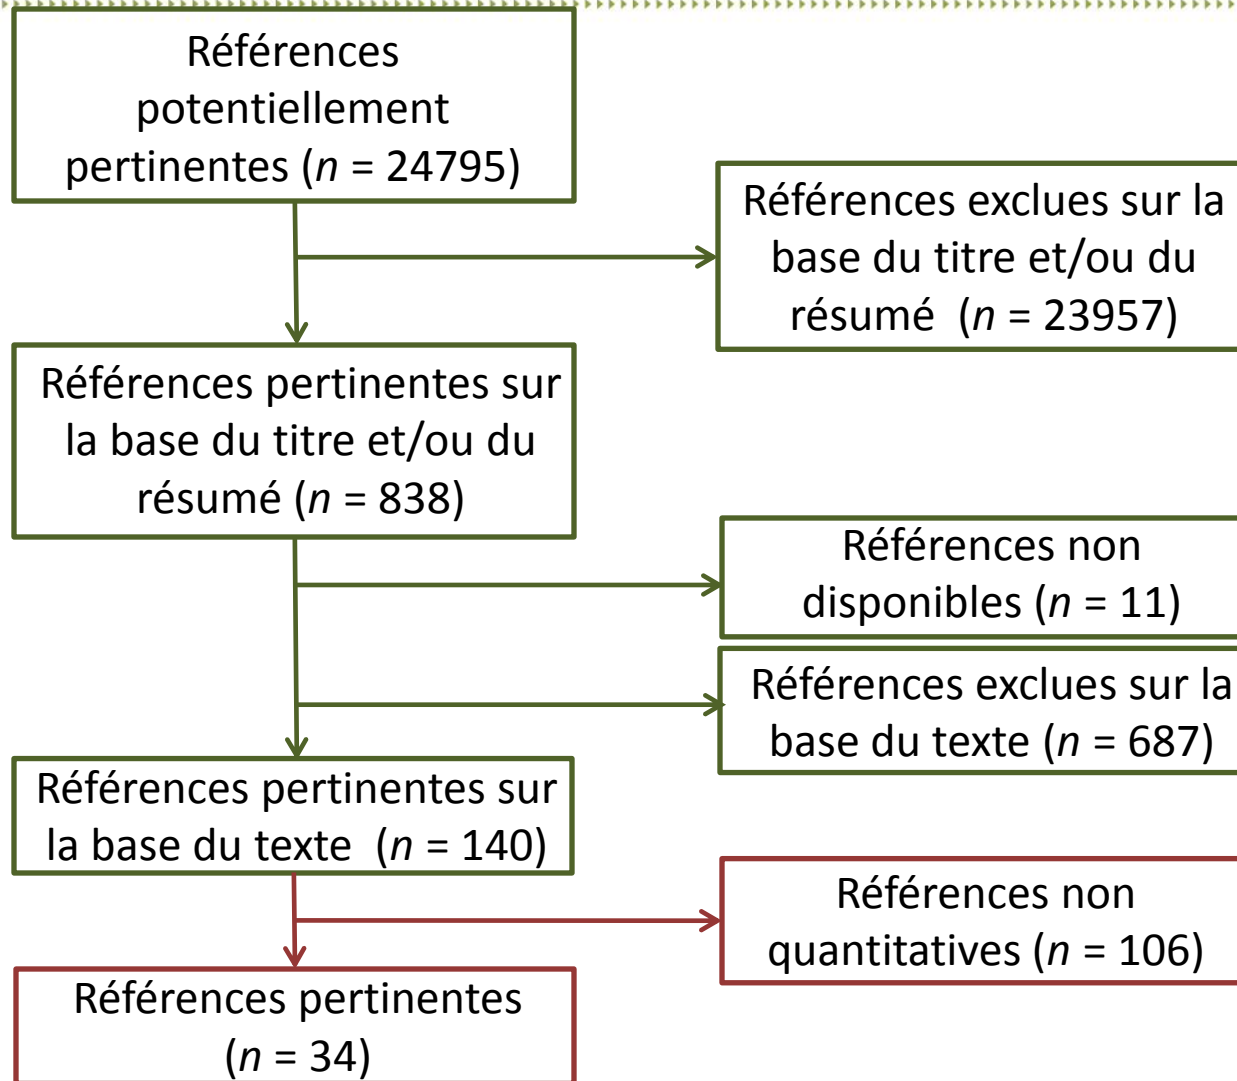 Références
potentiellement
pertinentes (n = 24795)
Références exclues sur la
base du titre et/ou du
résumé (n = 23957)
Références pertinentes sur
la base du titre et/ou du
résumé (n = 838)
Références non
disponibles (n = 11)
Références exclues sur la
base du texte (n = 687)
Références pertinentes sur
la base du texte (n = 140)
Références non
quantitatives (n = 106)
Références pertinentes
(n = 34)